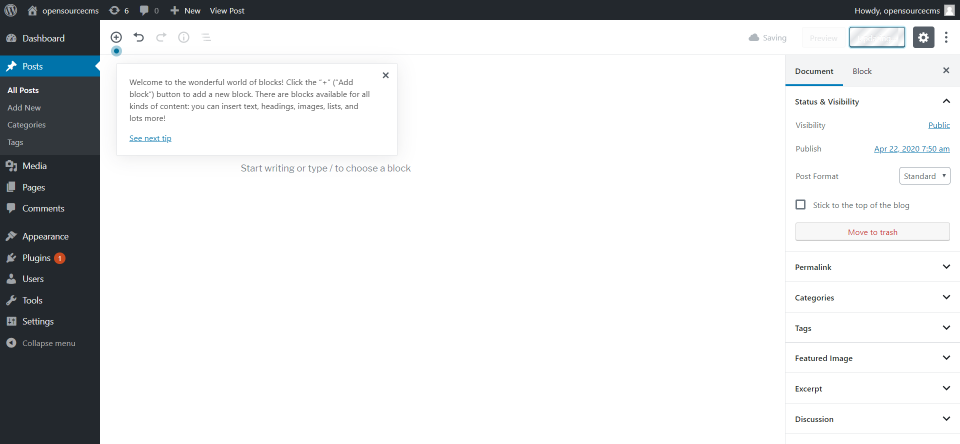 opensourcecms 6 0 New View Post Howdy, opensourcecms
Dashboard
Posts
All Posts
Add New
Categories
Tags
Media
Pages
Comments
Appearance
Plugins 1
Users
Tools
Settings
Collapse menu
Saving Preview
Welcome to the wonderful world of blocks! Click the “+” (“Add
block”) button to add a new block. There are blocks available for all
kinds of content: you can insert text, headings, images, lists, and
lots more!
See next tip
Start writing or type / to choose a block
Document Block
Status & Visibility
Visibility Public
Publish Apr 22, 2020 7:50 am
Post Format Standard
Stick to the top of the blog
Move to trash
Permalink
Categories
Tags
Featured Image
Excerpt
Discussion